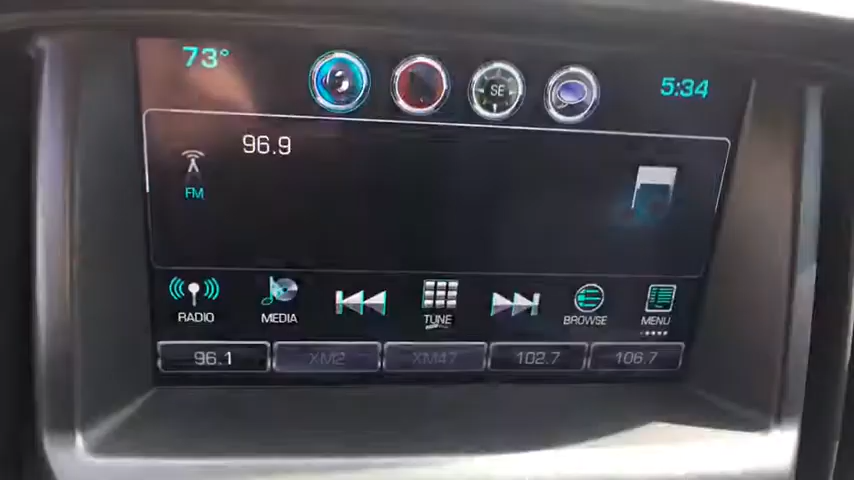 73°
SE
5:34
96.9
FM
RADIO
MEDIA
TUNE
BROWSE
MENU
96.1
XM2
XM47
102.7
106.7